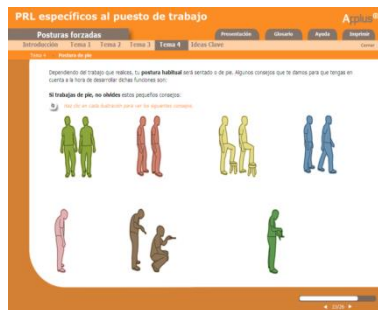 PRL específicos al puesto de trabajo
Applus
Posturas forzadas
Presentación Glosario Ayuda Imprimir
Introducción Tema 1 Tema 2 Tema 3 Tema 4 Ideas Clave
Cerrar
Tema 4 Postura de pie
Dependiendo del trabajo que realices, tu postura habitual será sentado o de pie. Algunos consejos que te damos para que tengas en
cuenta a la hora de desarrollar dichas funciones son:
Si trabajas de pie, no olvides estos pequeños consejos:
Haz clic en cada ilustración para ver los siguientes consejos.